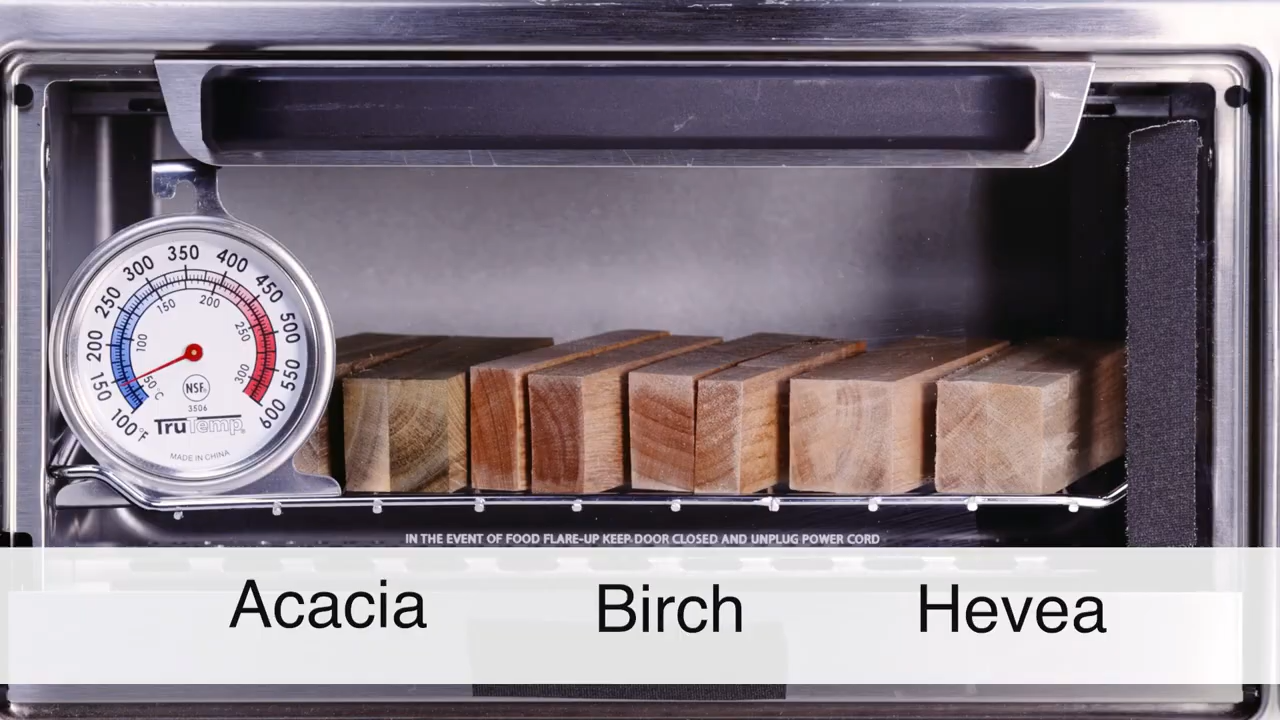 350
300 400
250 450
150 200
200 100 250 500
150 50 °C 300 550
NSF
3506
100°F TruTemp® 600
MADE IN CHINA
IN THE EVENT OF FOOD FLARE-UP KEEP DOOR CLOSED AND UNPLUG POWER CORD
Acacia Birch Hevea